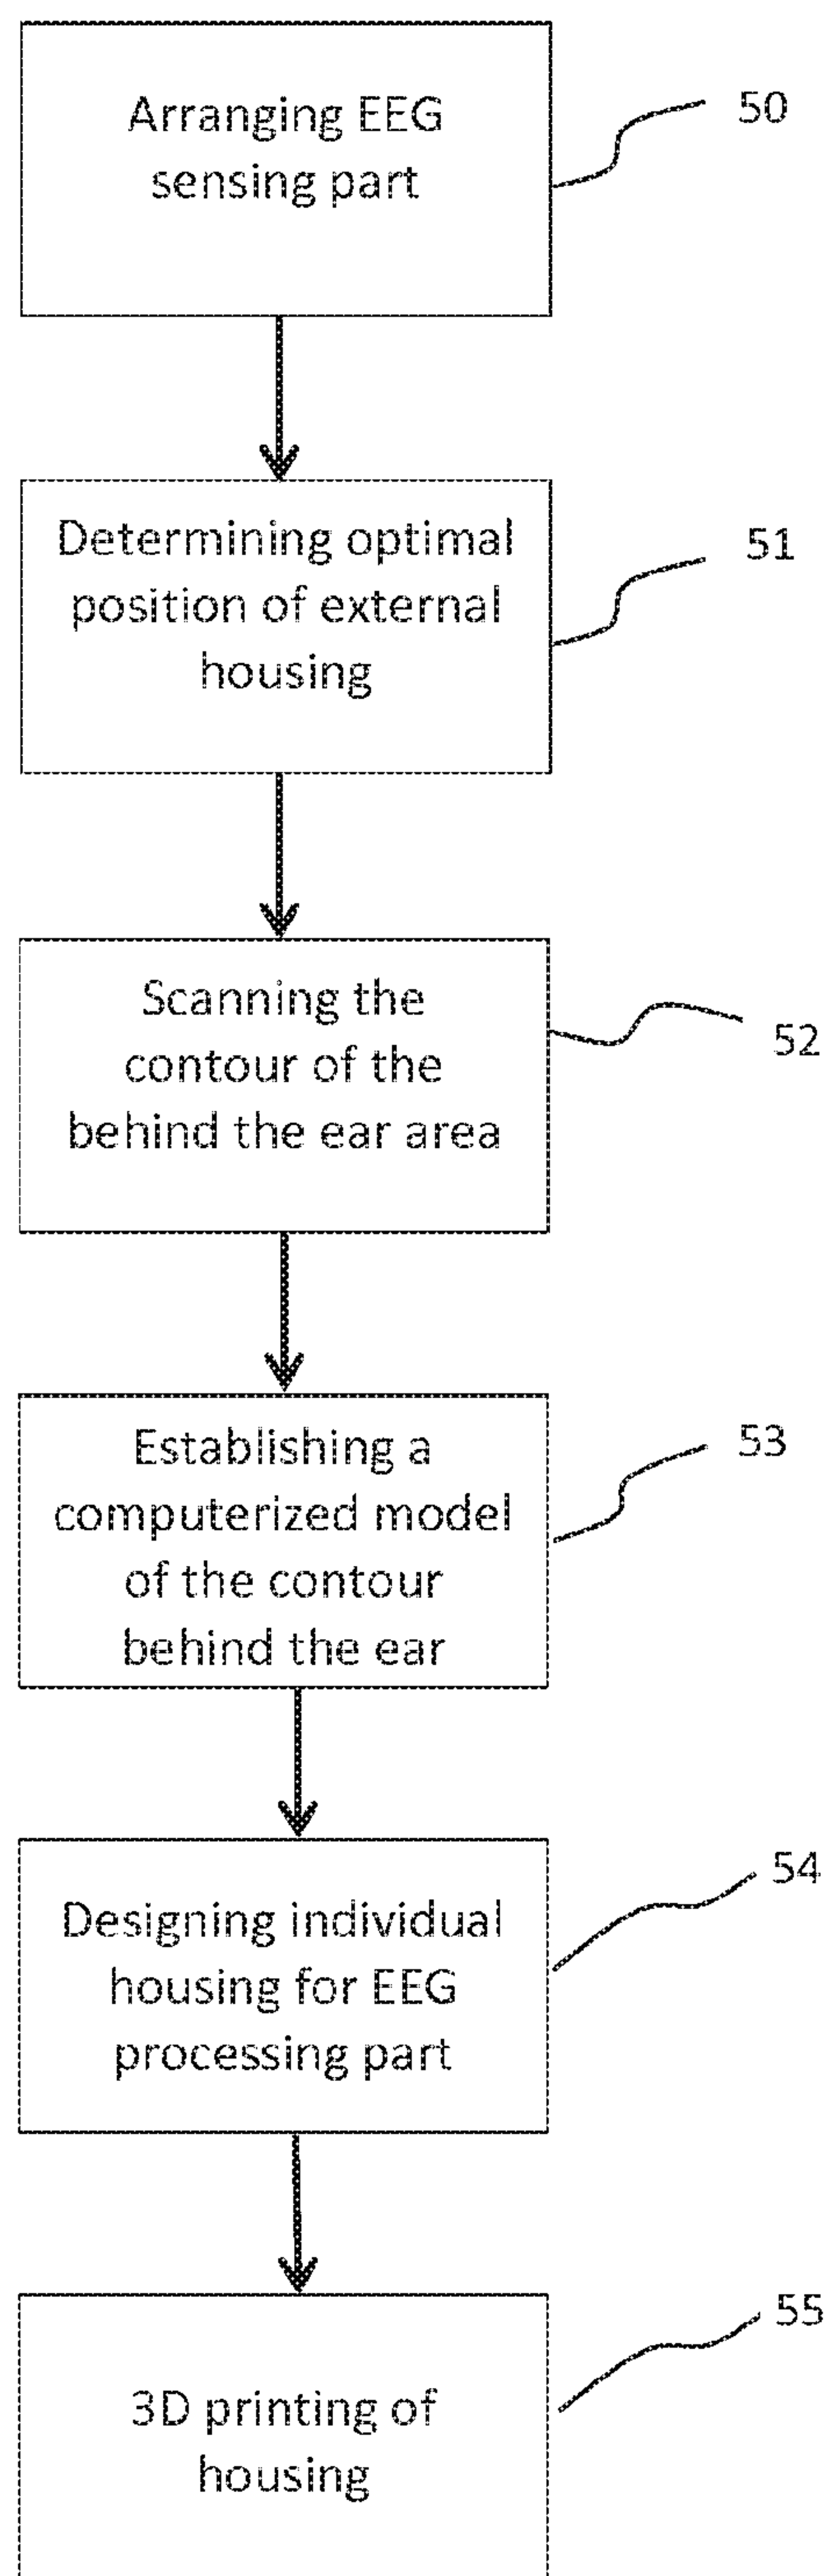 Arranging EEG
sensing part
50
Determining optimal
position of external
housing
51
Scanning the
contour of the
behind the ear area
52
Establishing a
computerized model
of the contour
behind the ear
53
Designing individual
housing for EEG
processing part
54
3D printing of
housing
55